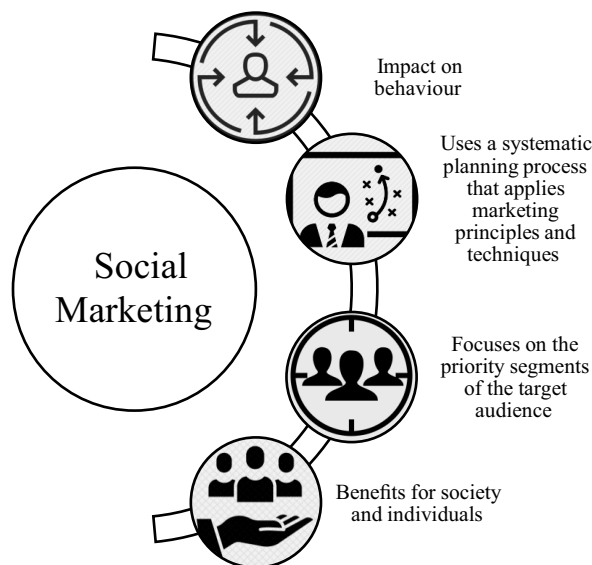 Impact on
behaviour
Uses a systematic
planning process
that applies
marketing
principles and
techniques
Social
Marketing
Focuses on the
priority segments
of the target
audience
Benefits for society
and individuals